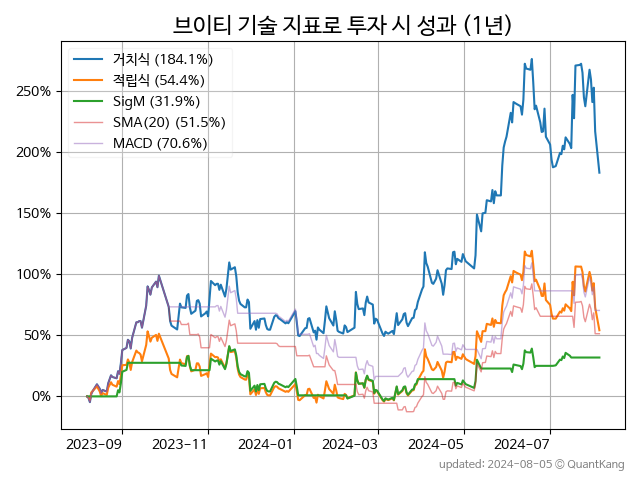 브이티 기술 지표로 투자 시 성과 (1년)
거치식 (184.1%)
적립식 (54.4%)
SigM (31.9%)
SMA(20) (51.5%)
MACD (70.6%)
250%
200%
150%
100%
50%
0%
2023-09
2023-11
2024-01
2024-03
2024-05
2024-07
updated: 2024-08-05 © QuantKang